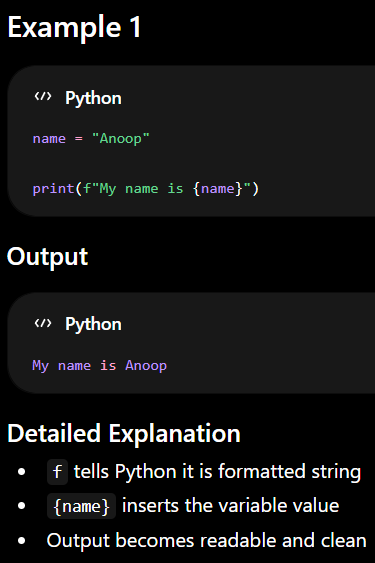 Example 1
Python
name = "Anoop"
print(f"My name is {name}")
Output
Python
My name is Anoop
Detailed Explanation
• f tells Python it is formatted string
• {name} inserts the variable value
• Output becomes readable and clean